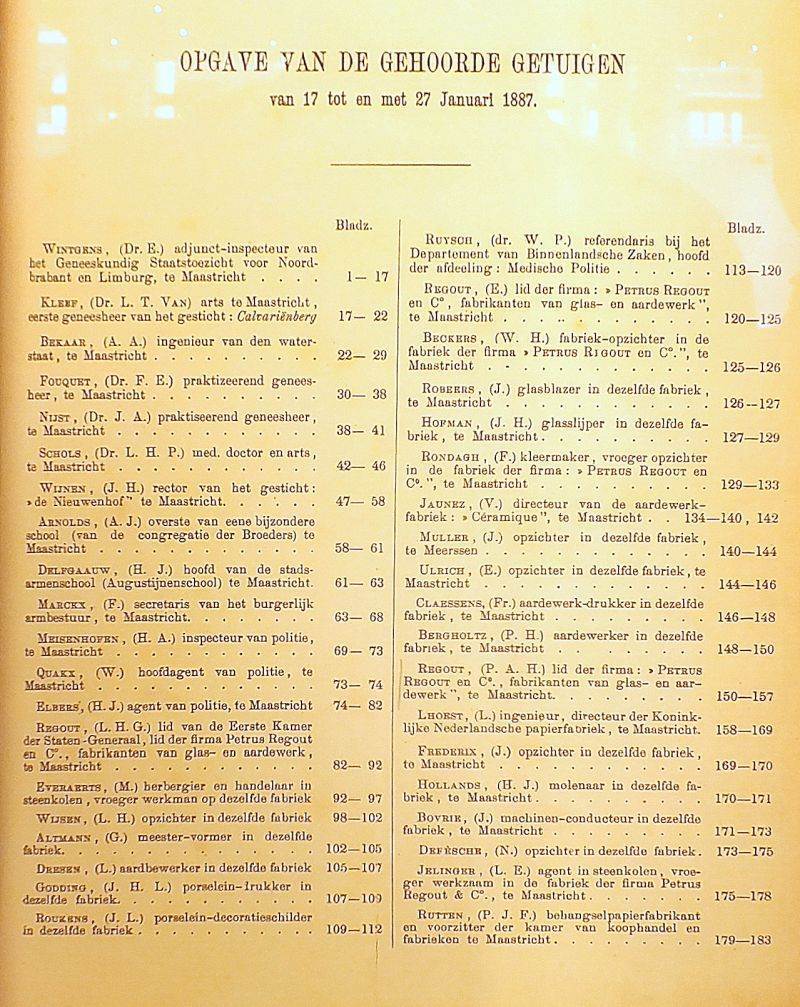 OPGAVE VAN DE GEHOORDE GETUIGEN
van 17 tot en met 27 Januari 1887.
Bladz.
WINTGENS, (Dr. E.) adjunct-inspecteur van
het Geneeskundig Staatstoezicht voor Noord-
brabant en Limburg, te Maastricht . . . . 1— 17
KLEEF, (Dr. L. T. VAN) arts te Maastricht,
eerste geneesheer van het gesticht: Calvariënberg 17— 22
BEKAAR, (A. A.) ingenieur van den water-
staat, te Maastricht . . . . . . . . . . 22— 29
FOUQUET, (Dr. F. E.) praktizeerend genees-
heer, te Maastricht . . . . . . . . . . 30— 38
NIJST, (Dr. J. A.) praktiseerend geneesheer,
te Maastricht . . . . . . . . . . . . 38— 41
SCHOLS, (Dr. L. H. P.) med. doctor en arts,
te Maastricht . . . . . . . . . . . . 42— 46
WIJNEN, (J. H.) rector van het gesticht:
»de Nieuwenhof" te Maastricht. . . . . . 47— 58
ARNOLDS, (A. J.) overste van eene bijzondere
school (van de congregatie der Broeders) te
Maastricht . . . . . . . . . . . . . 58— 61
DELFGAAUW, (H. J.) hoofd van de stads-
armenschool (Augustijnenschool) te Maastricht. 61— 63
MARCKX, (F.) secretaris van het burgerlijk
armbestuur, te Maastricht. . . . . . . . 63— 68
MEISENHOFEN, (H. A.) inspecteur van politie,
te Maastricht . . . . . . . . . . . . 69— 73
QUAKX, (W.) hoofdagent van politie, te
Maastricht . . . . . . . . . . . . . 73— 74
ELBERS, (H. J.) agent van politie, te Maastricht 74— 82
REGOUT, (L. H. G.) lid van de Eerste Kamer
der Staten-Generaal, lid der firma Petrus Regout
en C°., fabrikanten van glas- en aardewerk,
te Maastricht . . . . . . . . . . . . 82— 92
EVERAERTS, (M.) herbergier en handelaar in
steenkolen, vroeger werkman op dezelfde fabriek 92— 97
WIJSEN, (L. H.) opzichter in dezelfde fabriek 98—102
ALTMANN, (G.) meester-vormer in dezelfde
fabriek. . . . . . . . . . . . . . . 102—105
DRESEN, (L.) aardbewerker in dezelfde fabriek 105—107
GODDING, (J. H. L.) porselein-drukker in
dezelfde fabriek. . . . . . . . . . . . 107—109
ROUKENS, (J. L.) porselein-decoratieschilder
in dezelfde fabriek . . . . . . . . . . . 109—112
Bladz.
RUYSCH, (dr. W. P.) referendaris bij het
Departement van Binnenlandsche Zaken, hoofd
der afdeeling: Medische Politie . . . . . . 113—120
REGOUT, (E.) lid der firma: »PETRUS REGOUT
en C°, fabrikanten van glas- en aardewerk",
te Maastricht . . . . . . . . . . . . 120—125
BECKERS, (W. H.) fabriek-opzichter in de
fabriek der firma »PETRUS RIGOUT en C°.", te
Maastricht . . . . . . . . . . . . . 125—126
ROBEERS, (J.) glasblazer in dezelfde fabriek,
te Maastricht . . . . . . . . . . . . 126--127
HOFMAN, (J. H.) glasslijper in dezelfde fa-
briek, te Maastricht. . . . . . . . . . 127—129
RONDAGH, (F.) kleermaker, vroeger opzichter
in de fabriek der firma: »PETRUS REGOUT en
C°.", te Maastricht . . . . . . . . . . 129—133
JAUNEZ, (V.) directeur van de aardewerk-
fabriek: »Céramique", te Maastricht . . 134—140, 142
MULLER, (J.) opzichter in dezelfde fabriek,
te Meerssen . . . . . . . . . . . . . 140—144
ULRICH, (E.) opzichter in dezelfde fabriek, te
Maastricht . . . . . . . . . . . . . 144—146
CLAESSENS, (Fr.) aardewerk-drukker in dezelfde
fabriek, te Maastricht . . . . . . . . . 146—148
BERGHOLTZ, (P. H.) aardewerker in dezelfde
fabriek, te Maastricht . . . . . . . . . 148—150
REGOUT, (P. A. H.) lid der firma: »PETRUS
REGOUT en C°., fabrikanten van glas- en aar-
dewerk", te Maastricht. . . . . . . . . 150—157
LHOEST, (L.) ingenieur, directeur der Konink-
lijke Nederlandsche papierfabriek, te Maastricht. 158—169
FREDERIX, (J.) opzichter in dezelfde fabriek,
te Maastricht . . . . . . . . . . . . 169—170
HOLLANDS, (H. J.) molenaar in dezelfde fa-
briek, te Maastricht. . . . . . . . . . 170—171
BOVRIE, (J.) machinen-conducteur in dezelfde
fabriek, te Maastricht . . . . . . . . . 171—173
DEFÈSCHE, (N.) opzichter in dezelfde fabriek. 173—175
JELINGER, (L. E.) agent in steenkolen, vroe-
ger werkzaam in de fabriek der firma Petrus
Regout & C°., te Maastricht. . . . . . . 175—178
RUTTEN, (P. J. F.) behangselpapierfabrikant
en voorzitter der kamer van koophandel en
fabrieken te Maastricht. . . . . . . . . 179—183